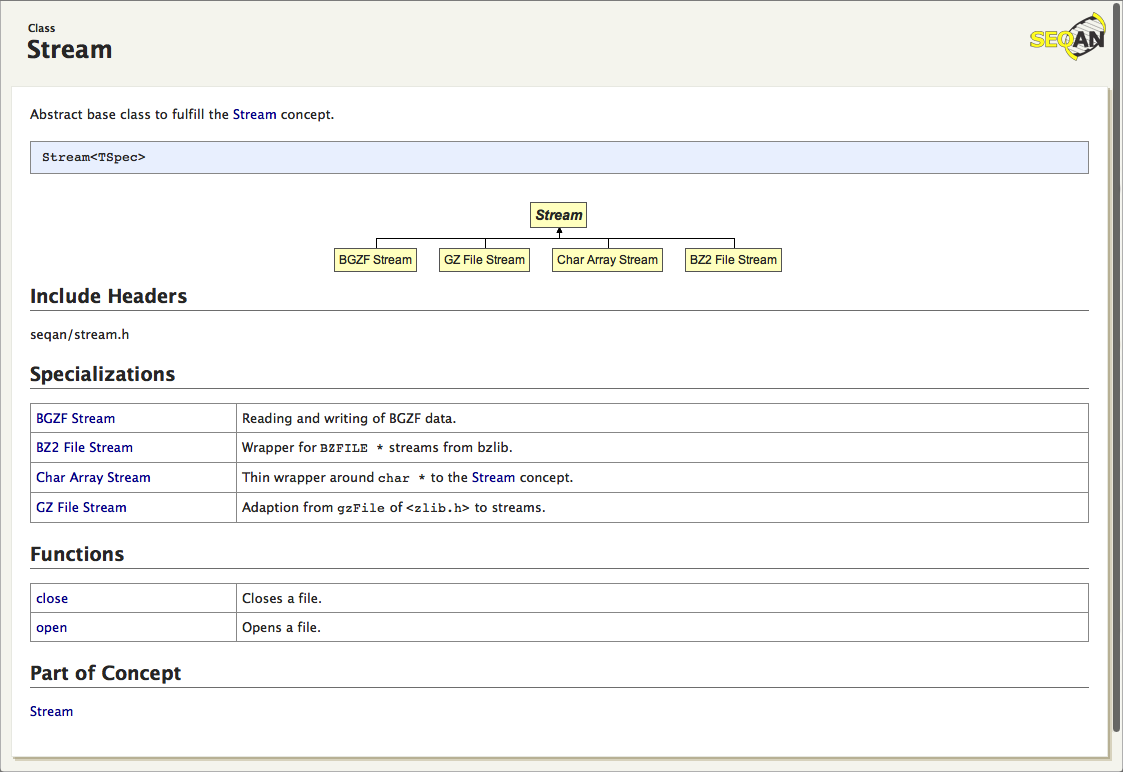 Class
Stream
SEQAN
Abstract base class to fulfill the Stream concept.
Stream<TSpec>
Stream
BGZF Stream GZ File Stream Char Array Stream BZ2 File Stream
Include Headers
seqan/stream.h
Specializations
BGZF Stream Reading and writing of BGZF data.
BZ2 File Stream Wrapper for BZFILE * streams from bzlib.
Char Array Stream Thin wrapper around char * to the Stream concept.
GZ File Stream Adaption from gzFile of <zlib.h> to streams.
Functions
close Closes a file.
open Opens a file.
Part of Concept
Stream